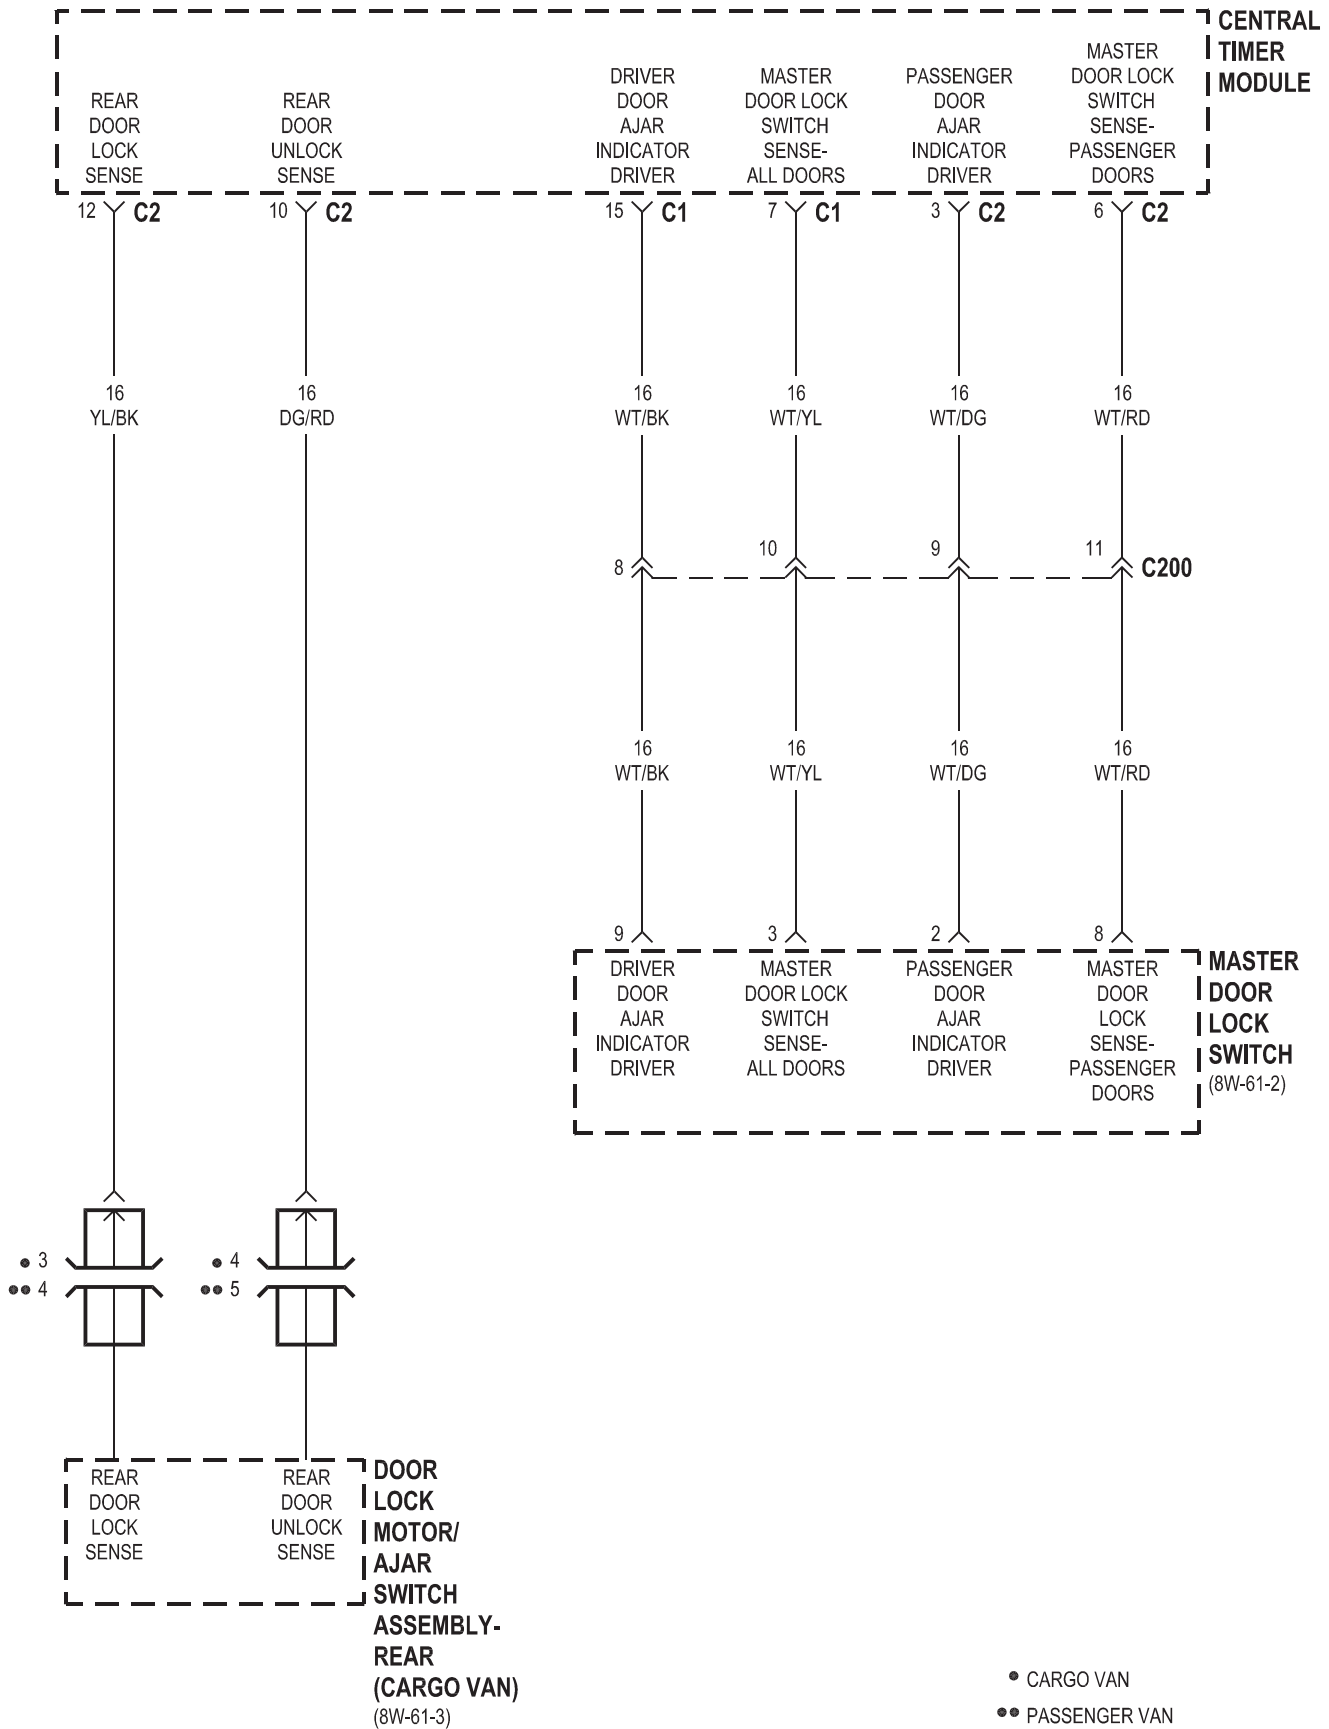 CENTRAL
TIMER
MODULE
REAR
DOOR
LOCK
SENSE
REAR
DOOR
UNLOCK
SENSE
DRIVER
DOOR
AJAR
INDICATOR
DRIVER
MASTER
DOOR LOCK
SWITCH
SENSE-
ALL DOORS
PASSENGER
DOOR
AJAR
INDICATOR
DRIVER
MASTER
DOOR LOCK
SWITCH
SENSE-
PASSENGER
DOORS
12 C2
10 C2
15 C1
7 C1
3 C2
6 C2
16
YL/BK
16
DG/RD
16
WT/BK
16
WT/YL
16
WT/DG
16
WT/RD
8
10
9
11
C200
16
WT/BK
16
WT/YL
16
WT/DG
16
WT/RD
9
3
2
8
DRIVER
DOOR
AJAR
INDICATOR
DRIVER
MASTER
DOOR LOCK
SWITCH
SENSE-
ALL DOORS
PASSENGER
DOOR
AJAR
INDICATOR
DRIVER
MASTER
DOOR
LOCK
SENSE-
PASSENGER
DOORS
MASTER
DOOR
LOCK
SWITCH
(8W-61-2)
• 3
•• 4
• 4
•• 5
REAR
DOOR
LOCK
SENSE
REAR
DOOR
UNLOCK
SENSE
DOOR
LOCK
MOTOR/
AJAR
SWITCH
ASSEMBLY-
REAR
(CARGO VAN)
(8W-61-3)
• CARGO VAN
•• PASSENGER VAN